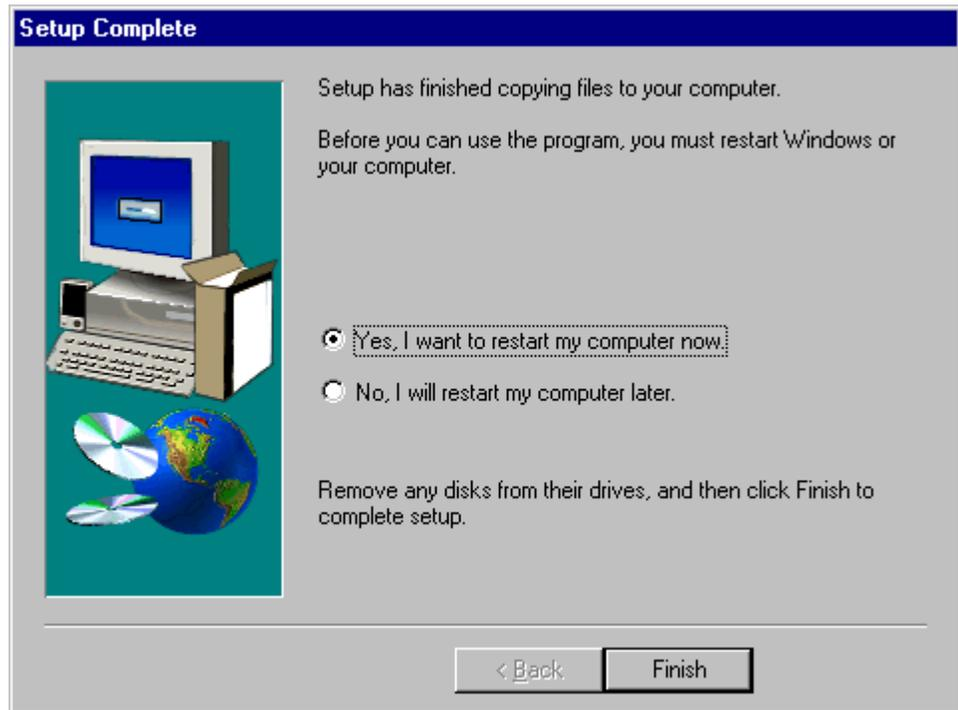 Setup Complete
Setup has finished copying files to your computer.
Before you can use the program, you must restart Windows or
your computer.
Yes, I want to restart my computer now.
No, I will restart my computer later.
Remove any disks from their drives, and then click Finish to
complete setup.
< Back
Finish